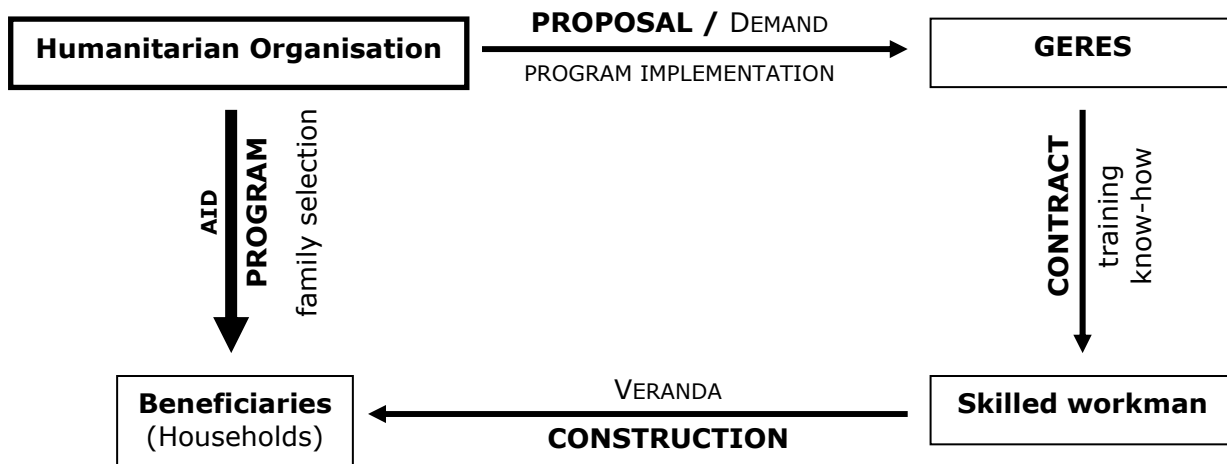 Humanitarian Organisation
PROPOSAL / DEMAND
PROGRAM IMPLEMENTATION
GERES
AID
PROGRAM
family selection
CONTRACT
training
know-how
Beneficiaries
(Households)
VERANDA
CONSTRUCTION
Skilled workman